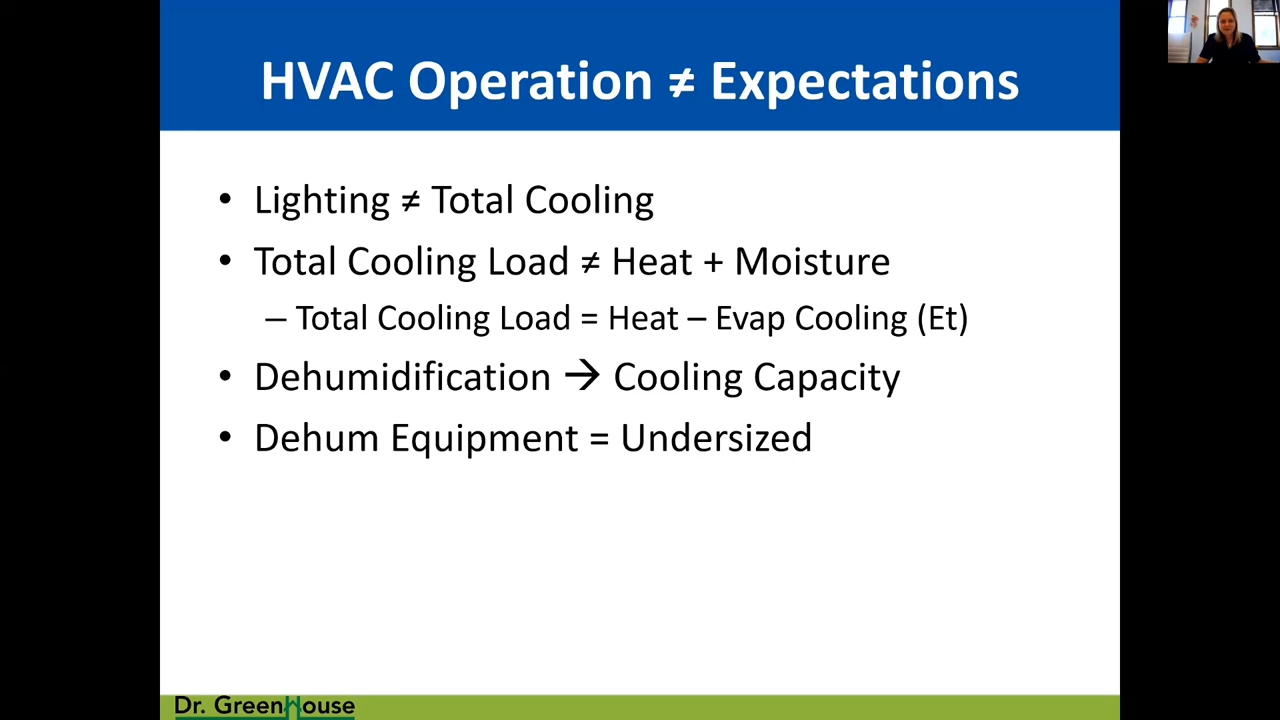 HVAC Operation ≠ Expectations
• Lighting ≠ Total Cooling
• Total Cooling Load ≠ Heat + Moisture
– Total Cooling Load = Heat – Evap Cooling (Et)
• Dehumidification → Cooling Capacity
• Dehum Equipment = Undersized
Dr. GreenHouse